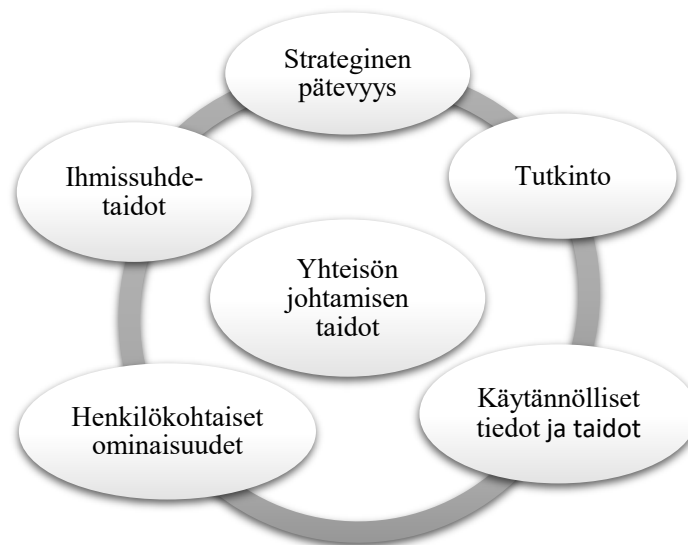 Strateginen
pätevyys
Ihmissuhde-
taidot
Tutkinto
Yhteisön
johtamisen
taidot
Henkilökohtaiset
ominaisuudet
Käytännölliset
tiedot ja taidot